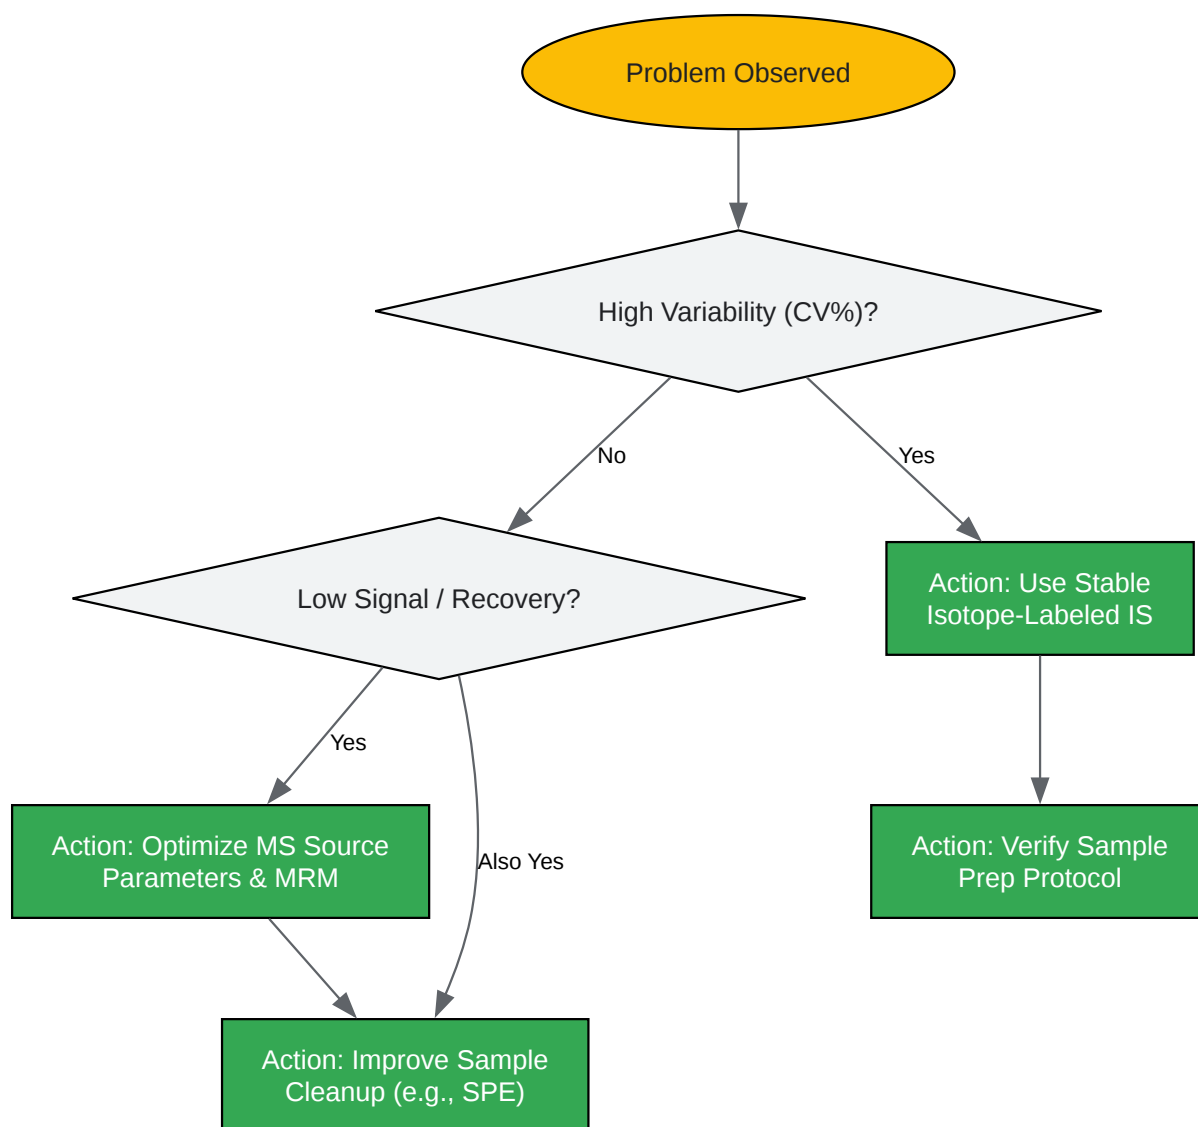 Problem Observed
High Variability (CV%)?
No
Yes
Low Signal / Recovery?
Action: Use Stable
Isotope-Labeled IS
Yes
Also Yes
Action: Optimize MS Source
Parameters & MRM
Action: Verify Sample
Prep Protocol
Action: Improve Sample
Cleanup (e.g., SPE)